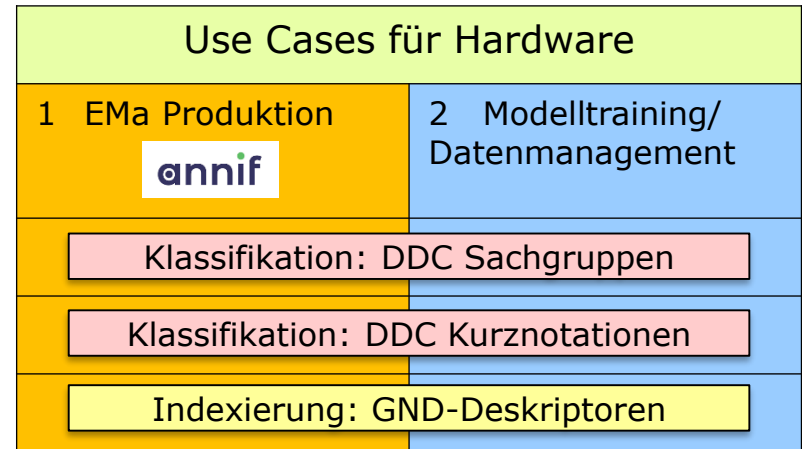 Use Cases für Hardware
1 EMa Produktion
annif
2 Modelltraining/
Datenmanagement
Klassifikation: DDC Sachgruppen
Klassifikation: DDC Kurznotationen
Indexierung: GND-Deskriptoren